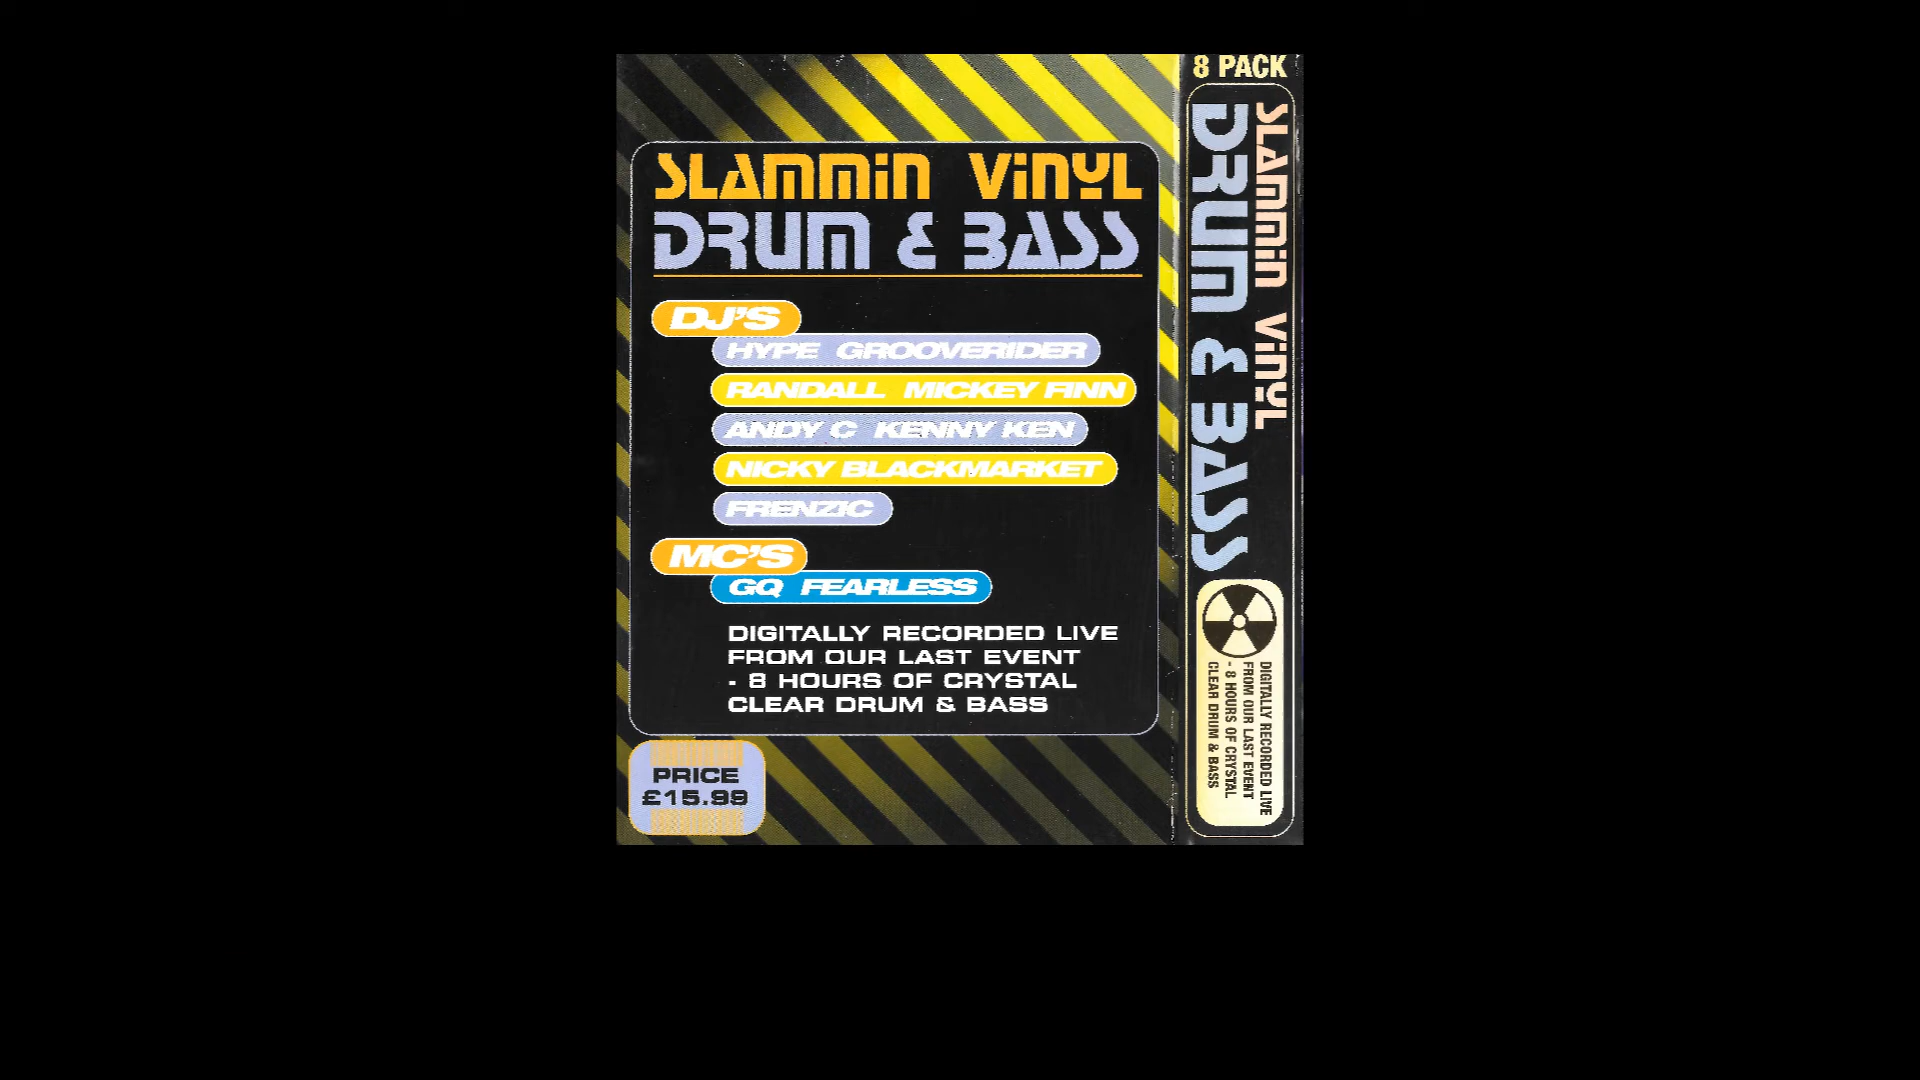 SLAMMiN ViNYL
DRUM & BASS
DJ'S
HYPE GROOVERIDER
RANDALL MICKEY FINN
ANDY C KENNY KEN
NICKY BLACKMARKET
FRENZIC
MC'S
GQ FEARLESS
DIGITALLY RECORDED LIVE
FROM OUR LAST EVENT
- 8 HOURS OF CRYSTAL
CLEAR DRUM & BASS
PRICE
£15.99
8 PACK
SLAMMiN ViNYL
DRUM & BASS
DIGITALLY RECORDED LIVE
FROM OUR LAST EVENT
- 8 HOURS OF CRYSTAL
CLEAR DRUM & BASS